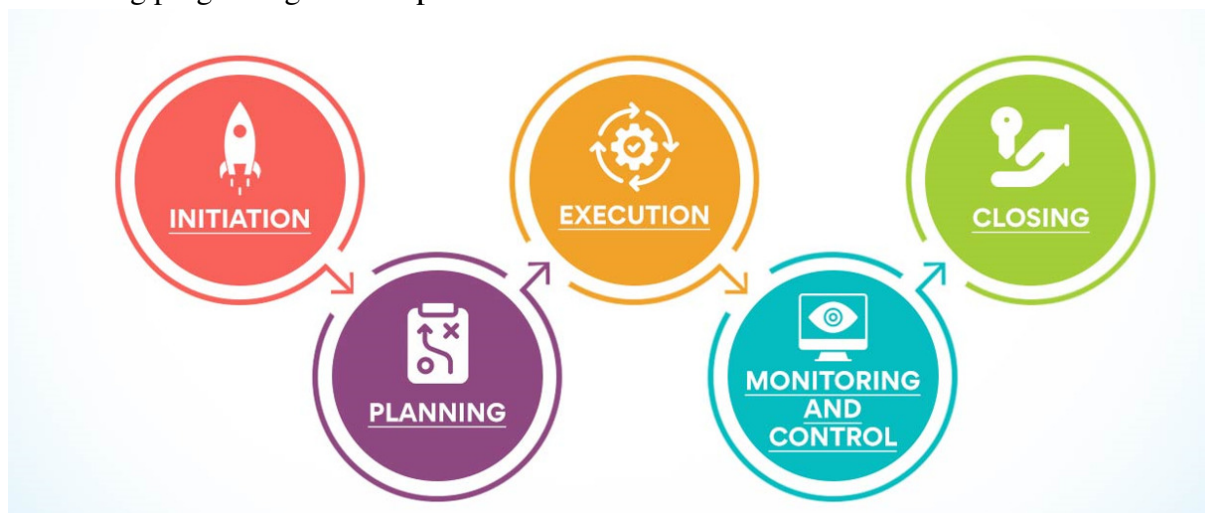 INITIATION
PLANNING
EXECUTION
MONITORING
AND
CONTROL
CLOSING